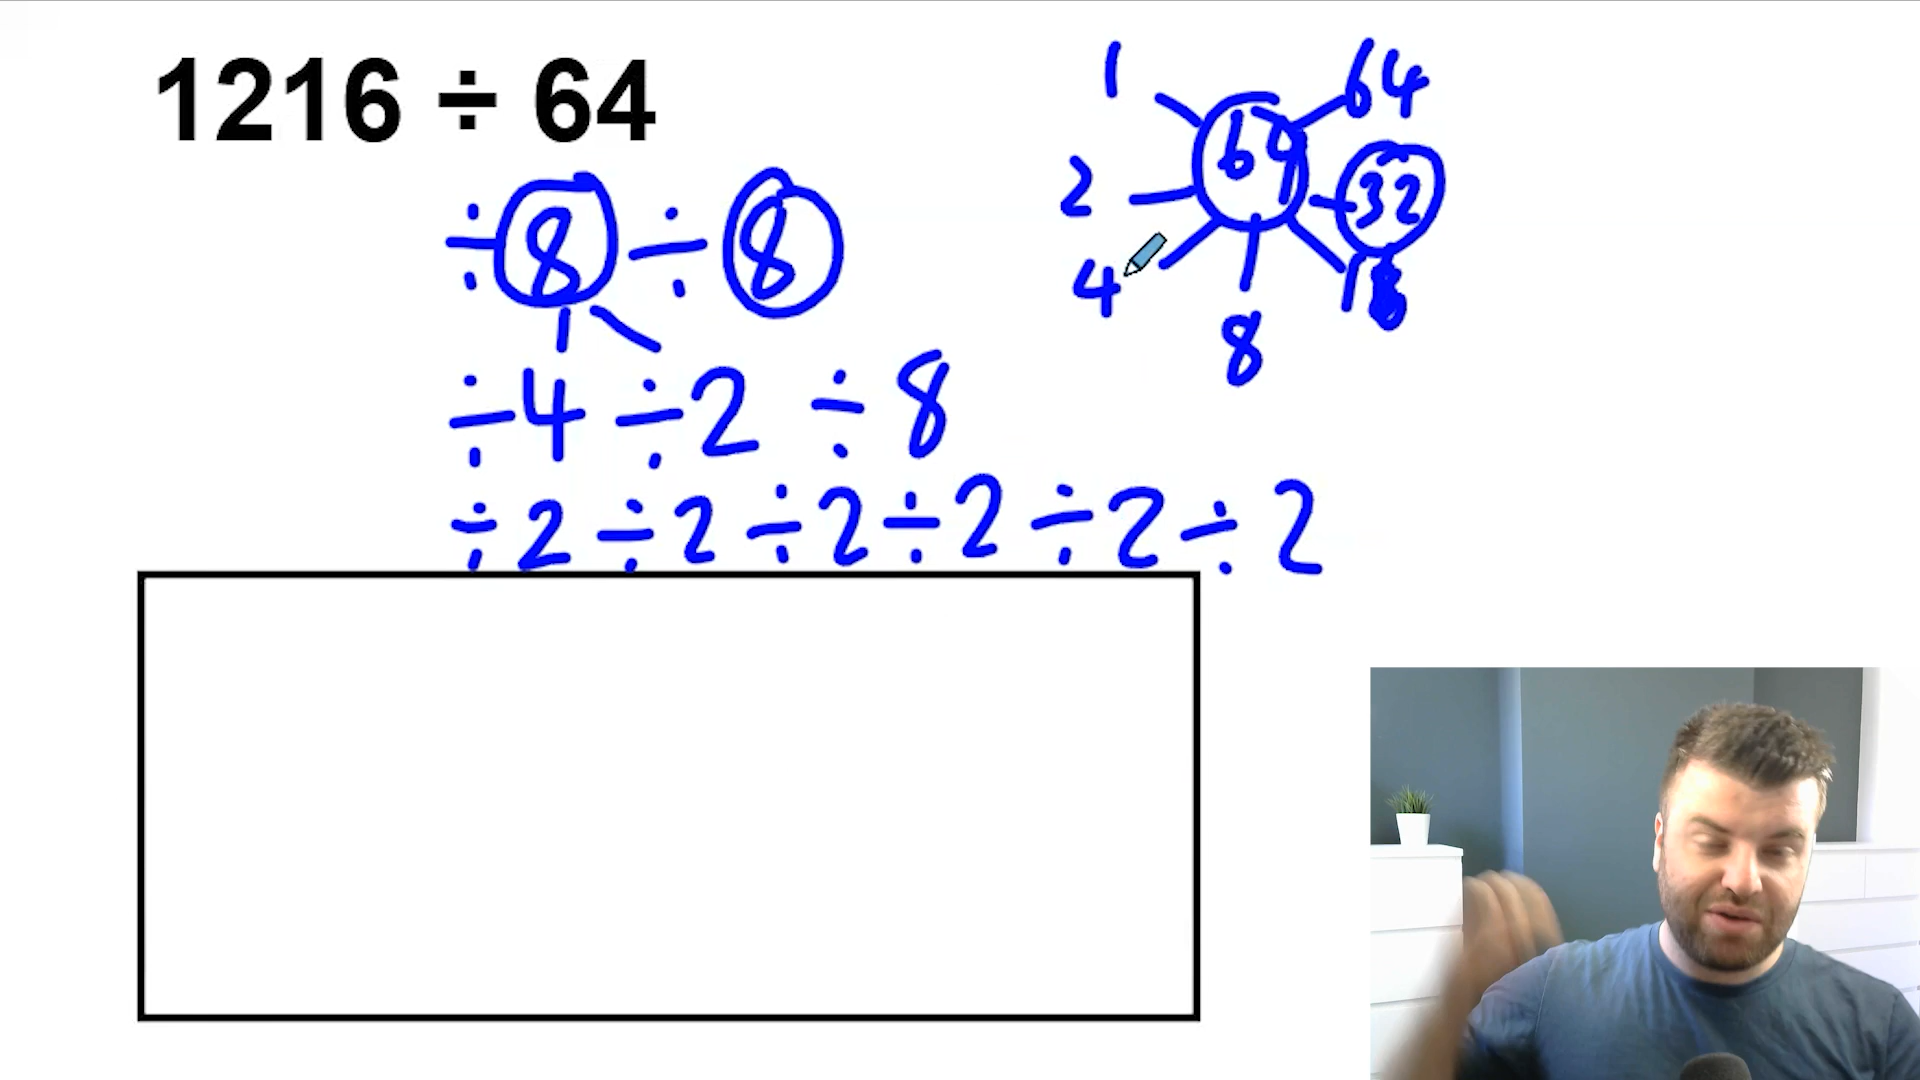 1216 ÷ 64
÷ 8 ÷ 8
÷ 4 ÷ 2 ÷ 8
÷ 2 ÷ 2 ÷ 2 ÷ 2 ÷ 2 ÷ 2
64
1 64
2 32
4 16
8